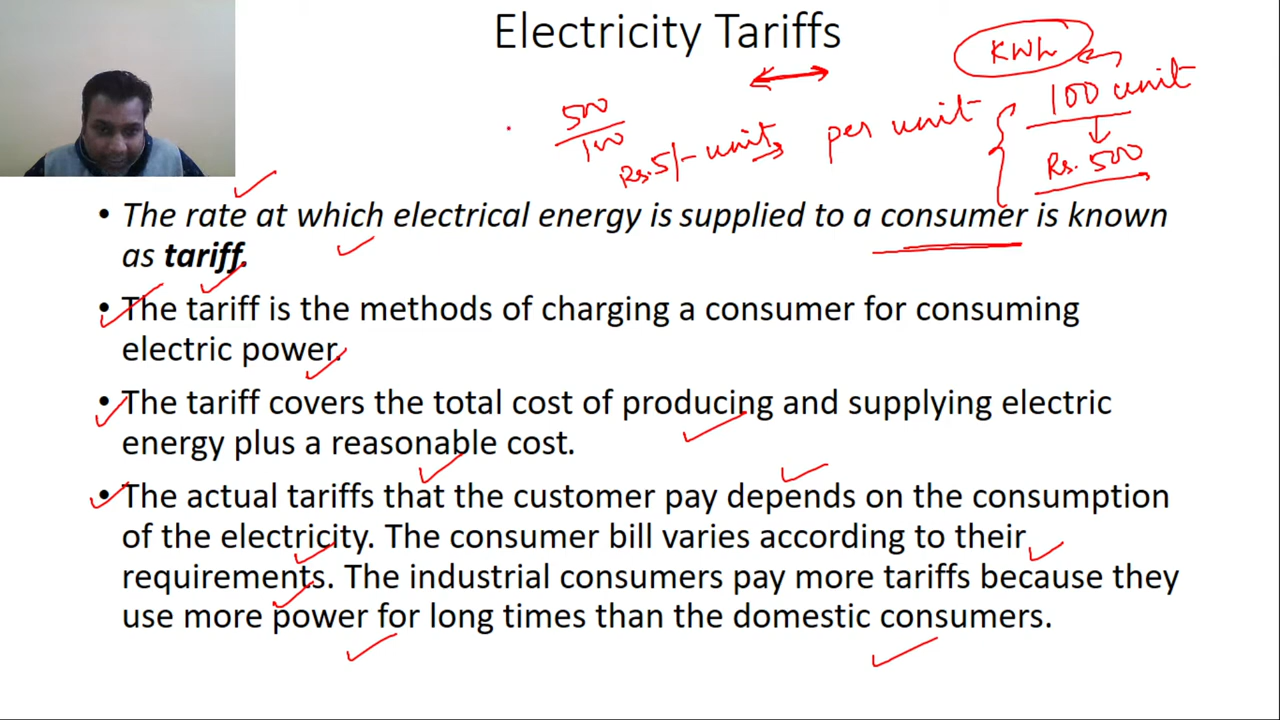 Electricity Tariffs
KWh
100 unit
Rs. 500
per unit
500
100
Rs.5/- unit
• The rate at which electrical energy is supplied to a consumer is known
as tariff.
• The tariff is the methods of charging a consumer for consuming
electric power.
• The tariff covers the total cost of producing and supplying electric
energy plus a reasonable cost.
• The actual tariffs that the customer pay depends on the consumption
of the electricity. The consumer bill varies according to their
requirements. The industrial consumers pay more tariffs because they
use more power for long times than the domestic consumers.